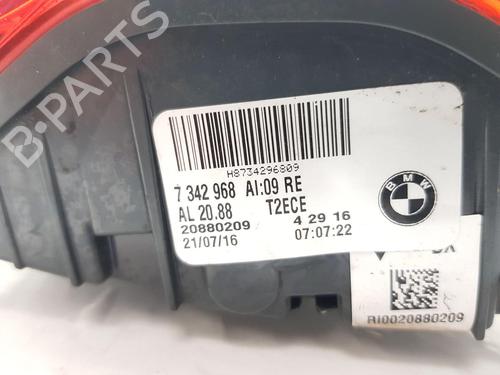 B-PARTS
H8734296809
7 342 968 AI:09 RE
AL 20.88 T2ECE
20880209 4 29 16
21/07/16 07:07:22
BMW
RI0020880209